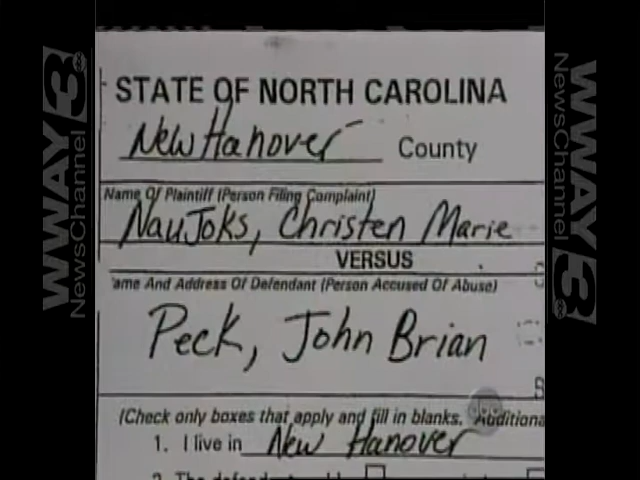 STATE OF NORTH CAROLINA
New Hanover County
Name Of Plaintiff (Person Filing Complaint)
NauJoks, Christen Marie
VERSUS
ame And Address Of Defendant (Person Accused Of Abuse)
Peck, John Brian
(Check only boxes that apply and fill in blanks. Additiona
1. I live in New Hanover
WWAY 3
NewsChannel
abc
WWAY 3
NewsChannel